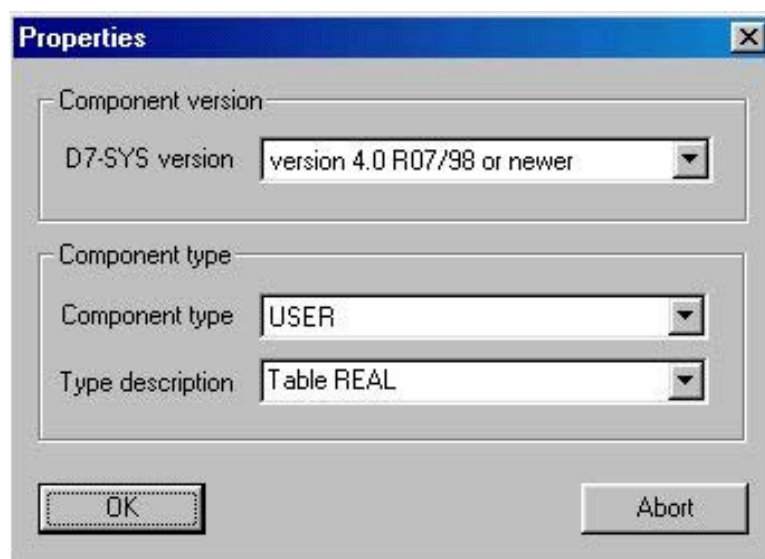 Properties
Component version
D7-SYS version version 4.0 R07/98 or newer
Component type
Component type USER
Type description Table REAL
OK Abort